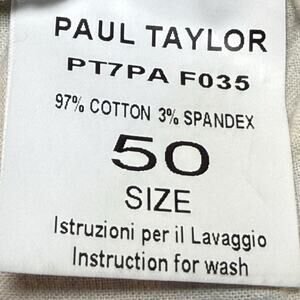 PAUL TAYLOR
PT7PA F035
97% COTTON 3% SPANDEX
50
SIZE
Istruzioni per il Lavaggio
Instruction for wash